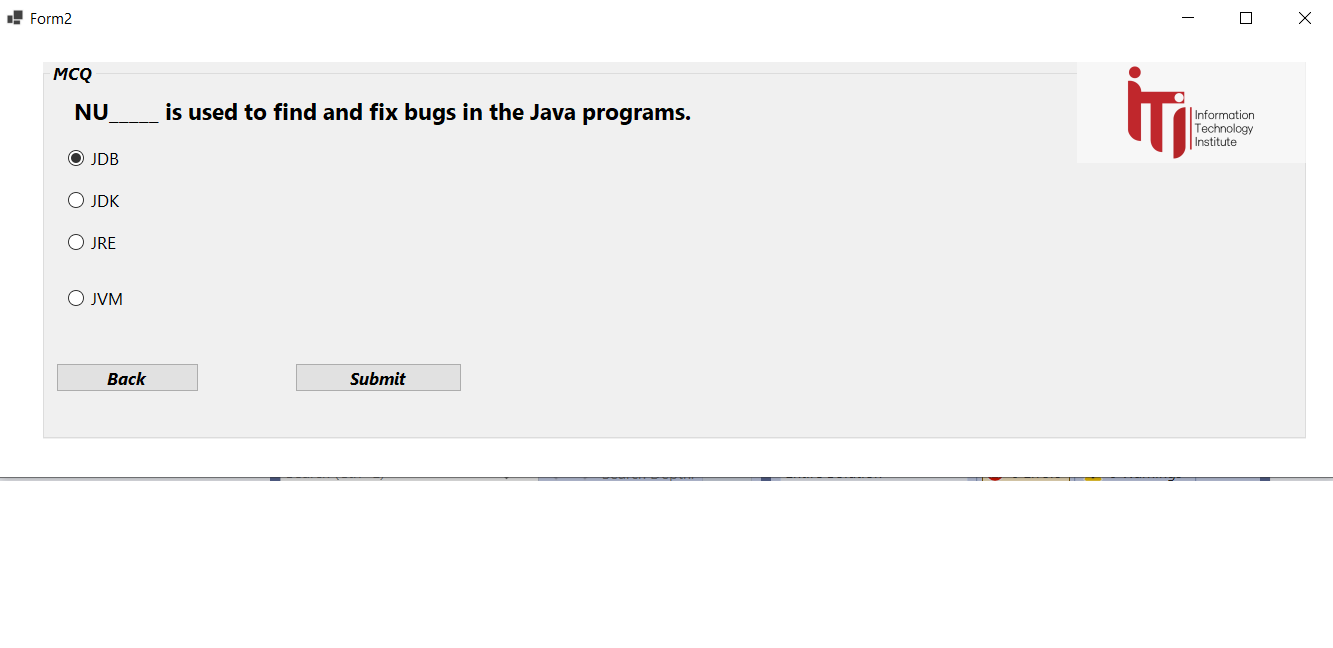 Form2
MCQ
NU_____ is used to find and fix bugs in the Java programs.
JDB
JDK
JRE
JVM
Back
Submit
iTi
Information
Technology
Institute